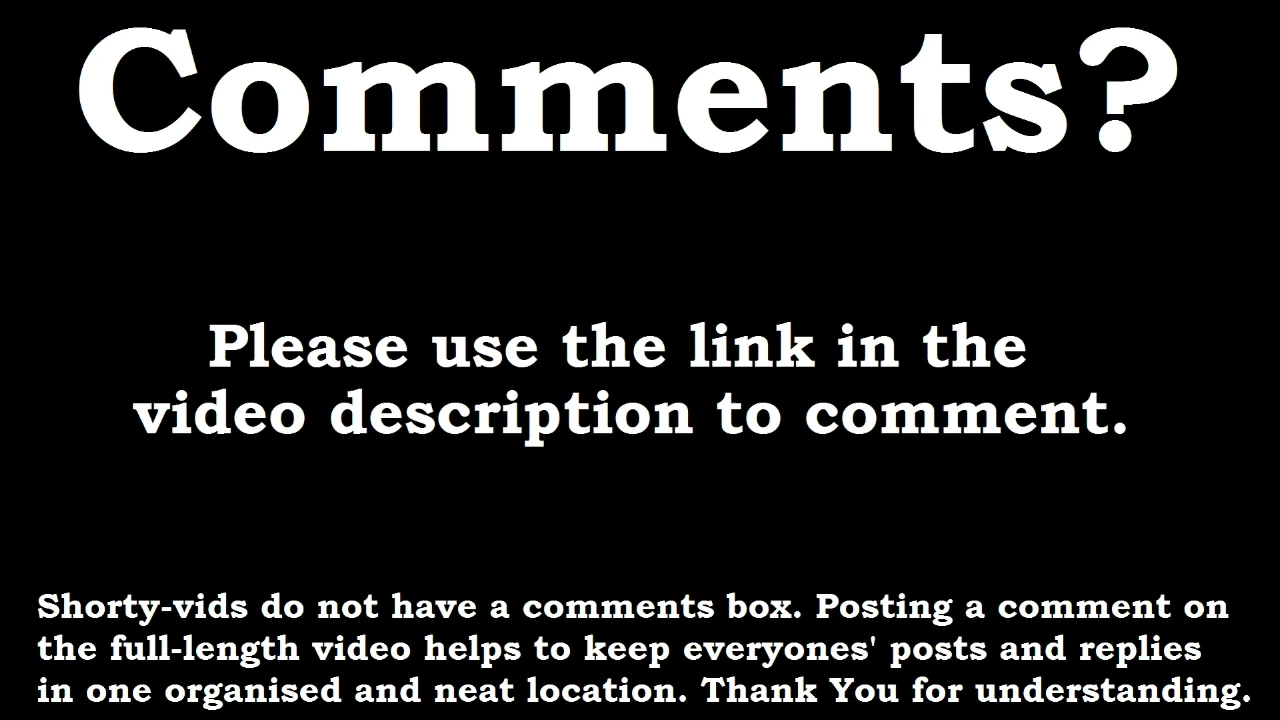 Comments?
Please use the link in the
video description to comment.
Shorty-vids do not have a comments box. Posting a comment on
the full-length video helps to keep everyones' posts and replies
in one organised and neat location. Thank You for understanding.